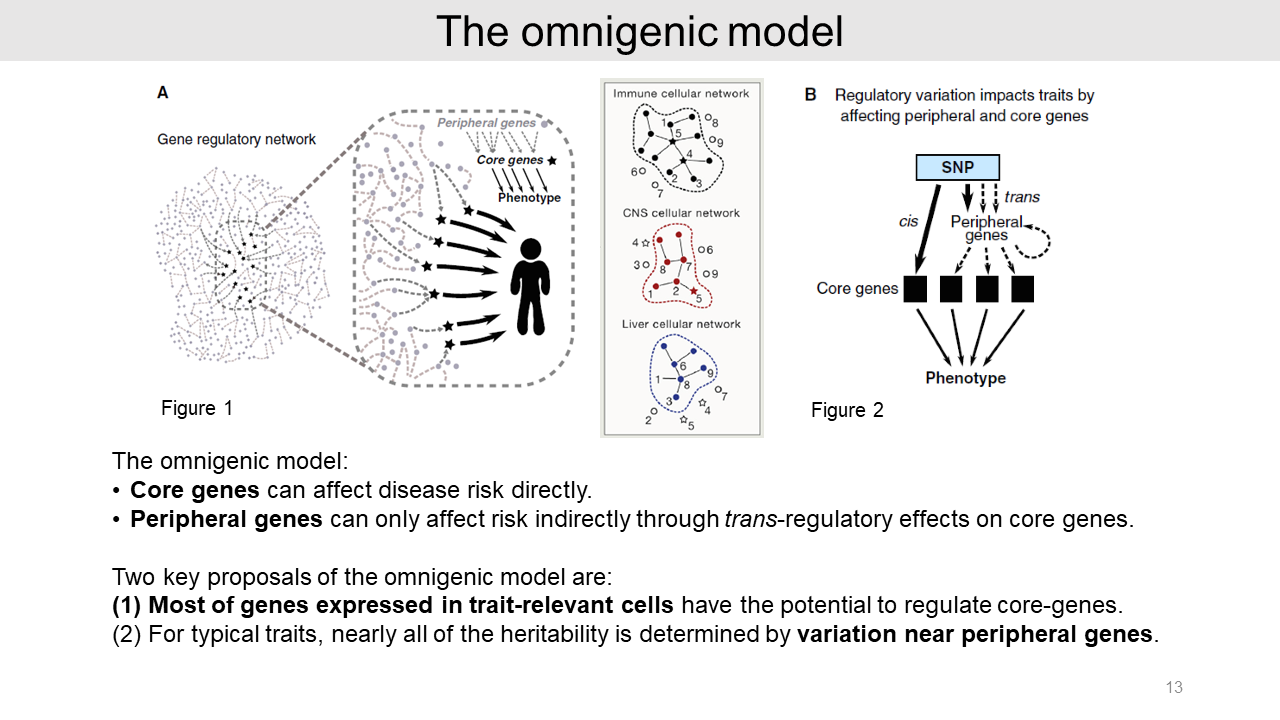 The omnigenic model
A
Gene regulatory network
Peripheral genes
Core genes
Phenotype
Figure 1
Immune cellular network
1
5
8
9
4
6
2
3
7
CNS cellular network
4
6
3
8
7
9
1
2
5
Liver cellular network
6
1
8
9
3
7
4
2
5
B Regulatory variation impacts traits by
affecting peripheral and core genes
SNP
trans
cis
Peripheral
genes
Core genes
Phenotype
Figure 2
The omnigenic model:
• Core genes can affect disease risk directly.
• Peripheral genes can only affect risk indirectly through trans-regulatory effects on core genes.
Two key proposals of the omnigenic model are:
(1) Most of genes expressed in trait-relevant cells have the potential to regulate core-genes.
(2) For typical traits, nearly all of the heritability is determined by variation near peripheral genes.
13